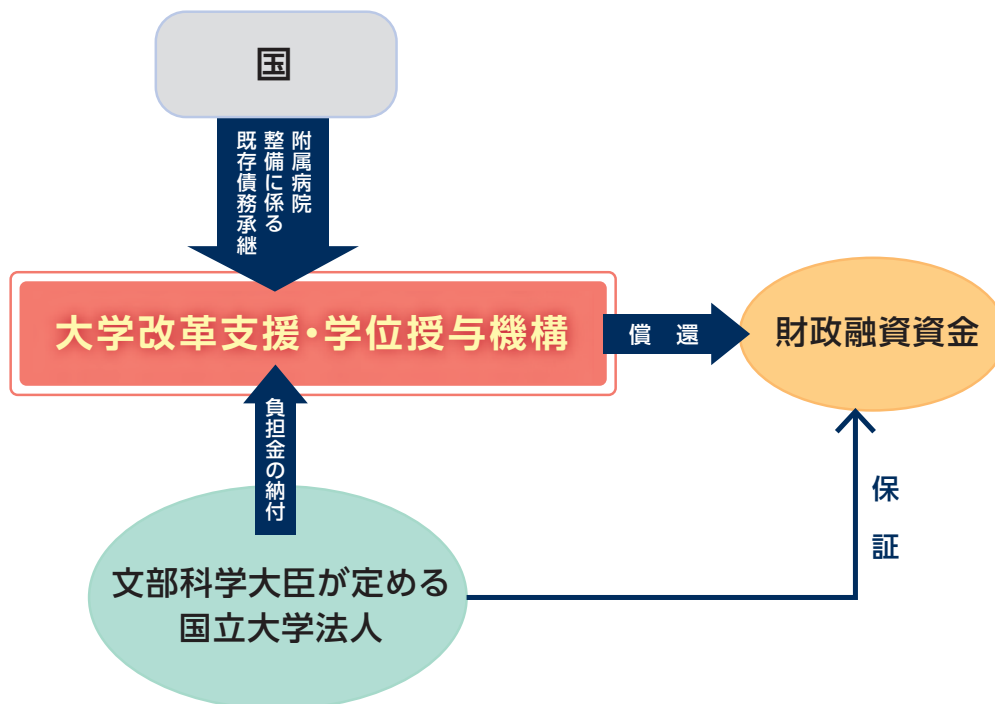 国
附属病院
整備に係る
既存債務承継
大学改革支援・学位授与機構
償還
財政融資資金
負担金の納付
保証
文部科学大臣が定める
国立大学法人